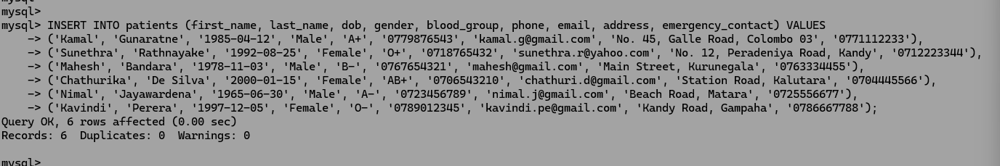 mysql>
mysql>
mysql> INSERT INTO patients (first_name, last_name, dob, gender, blood_group, phone, email, address, emergency_contact) VALUES
    -> ('Kamal', 'Gunaratne', '1985-04-12', 'Male', 'A+', '0779876543', 'kamal.g@gmail.com', 'No. 45, Galle Road, Colombo 03', '0771112233'),
    -> ('Sunethra', 'Rathnayake', '1992-08-25', 'Female', 'O+', '0718765432', 'sunethra.r@yahoo.com', 'No. 12, Peradeniya Road, Kandy', '0712223344'),
    -> ('Mahesh', 'Bandara', '1978-11-03', 'Male', 'B-', '0767654321', 'mahesh@gmail.com', 'Main Street, Kurunegala', '0763334455'),
    -> ('Chathurika', 'De Silva', '2000-01-15', 'Female', 'AB+', '0706543210', 'chathuri.d@gmail.com', 'Station Road, Kalutara', '0704445566'),
    -> ('Nimal', 'Jayawardena', '1965-06-30', 'Male', 'A-', '0723456789', 'nimal.j@gmail.com', 'Beach Road, Matara', '0725556677'),
    -> ('Kavindi', 'Perera', '1997-12-05', 'Female', 'O-', '0789012345', 'kavindi.pe@gmail.com', 'Kandy Road, Gampaha', '0786667788');
Query OK, 6 rows affected (0.00 sec)
Records: 6  Duplicates: 0  Warnings: 0
mysql>